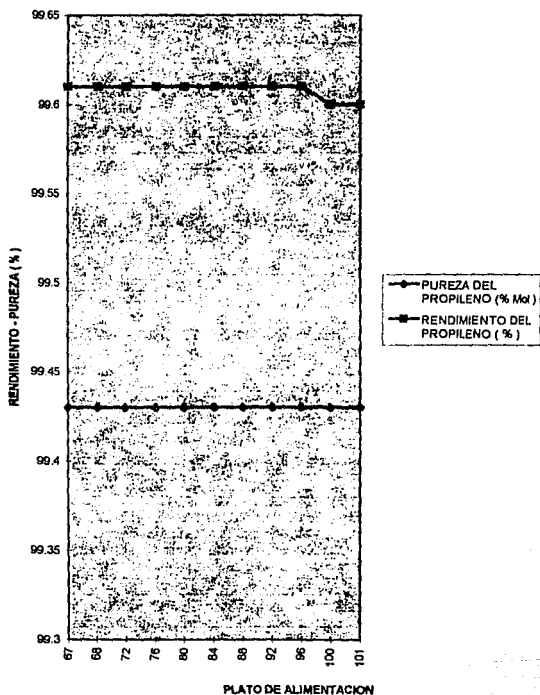 99.65
99.6
99.55
99.5
99.45
99.4
99.35
99.3
RENDIMIENTO - PUREZA ( % )
67 68 72 76 80 84 88 92 96 100 101
PLATO DE ALIMENTACION
PUREZA DEL
PROPILENO (% Mol )
RENDIMIENTO DEL
PROPILENO ( % )